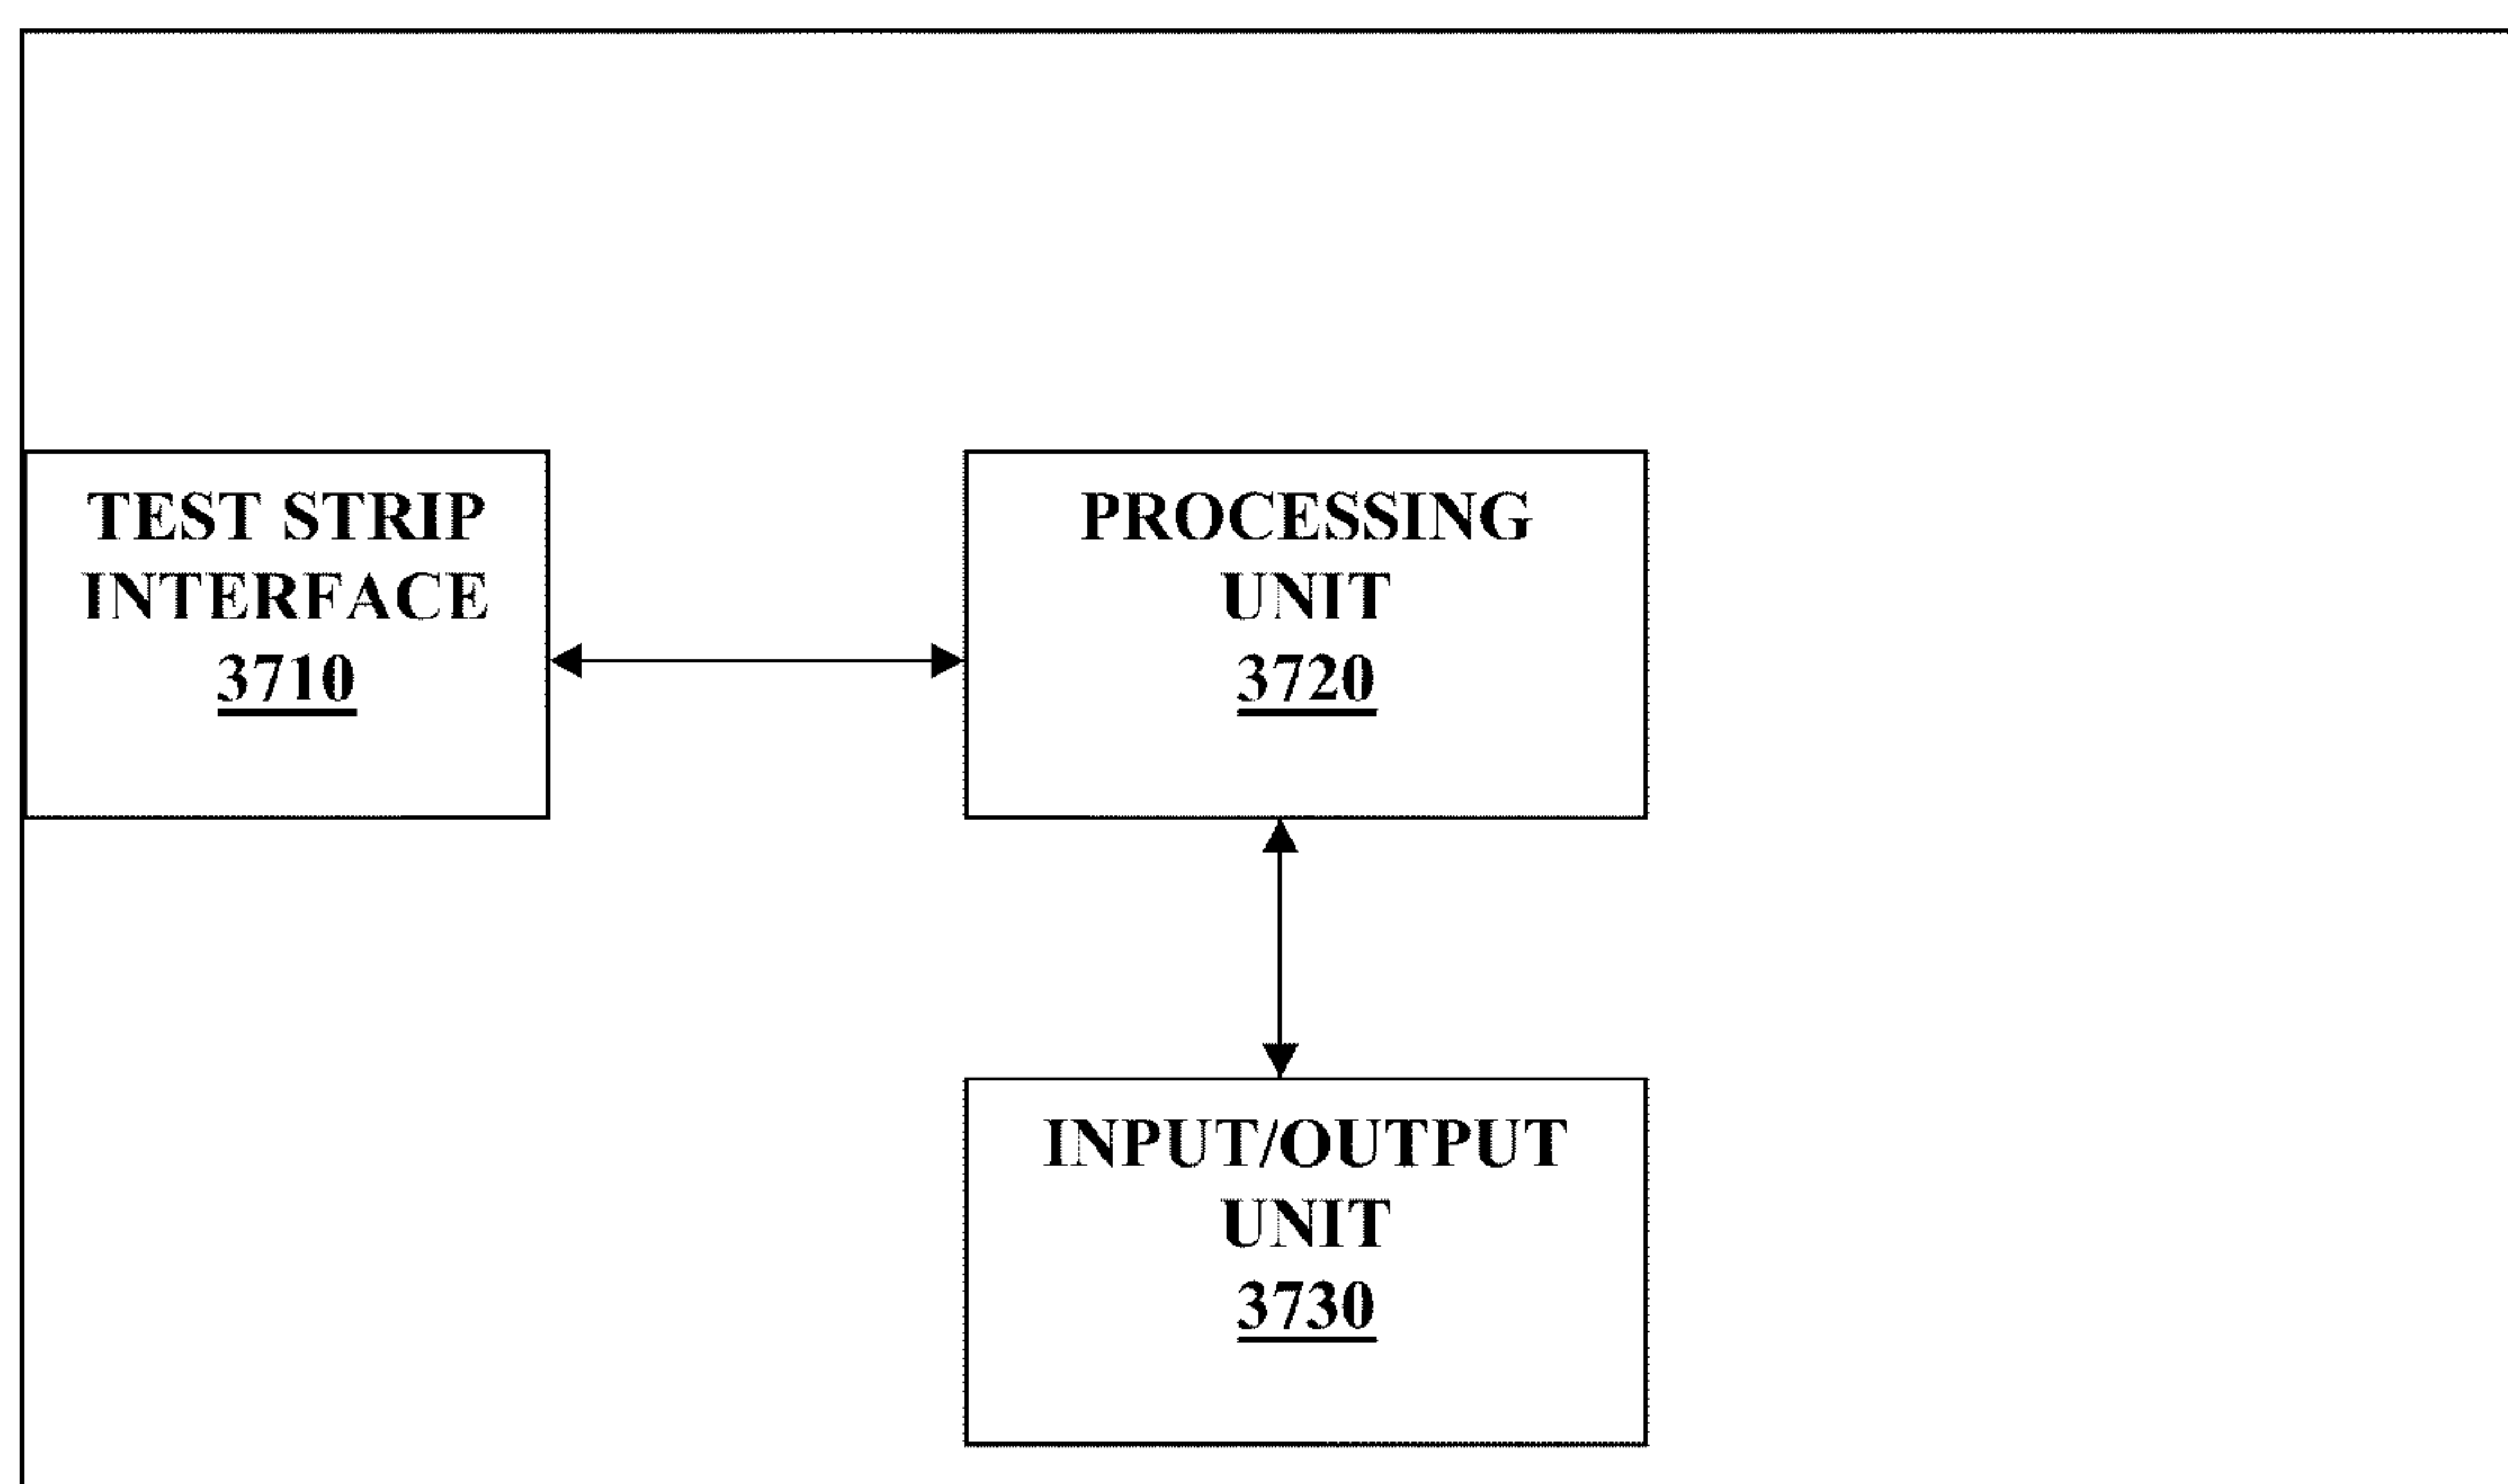 TEST STRIP
INTERFACE
3710
PROCESSING
UNIT
3720
INPUT/OUTPUT
UNIT
3730